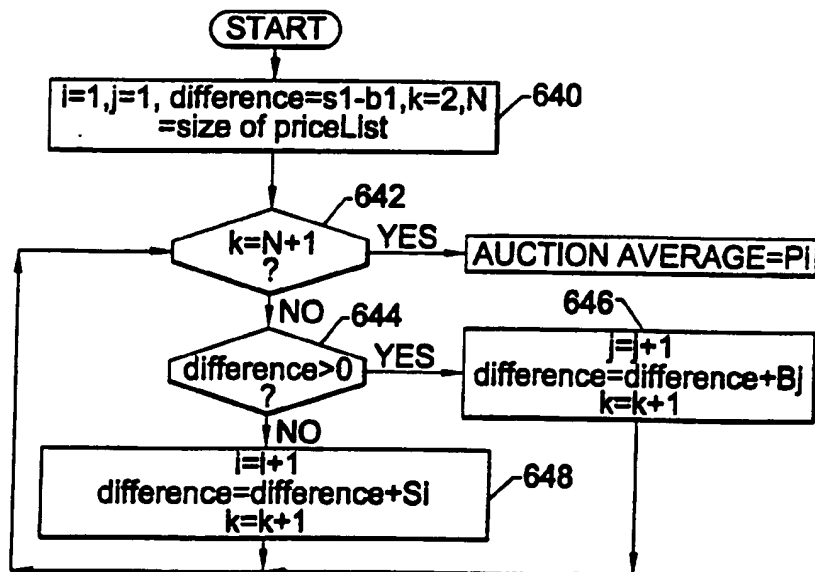 START
i=1,j=1, difference=s1-b1,k=2,N
=size of priceList
640
642
k=N+1
?
YES
AUCTION AVERAGE=Pi
NO
644
646
difference>0
?
YES
j=j+1
difference=difference+Bj
k=k+1
NO
i=i+1
difference=difference+Si
k=k+1
648